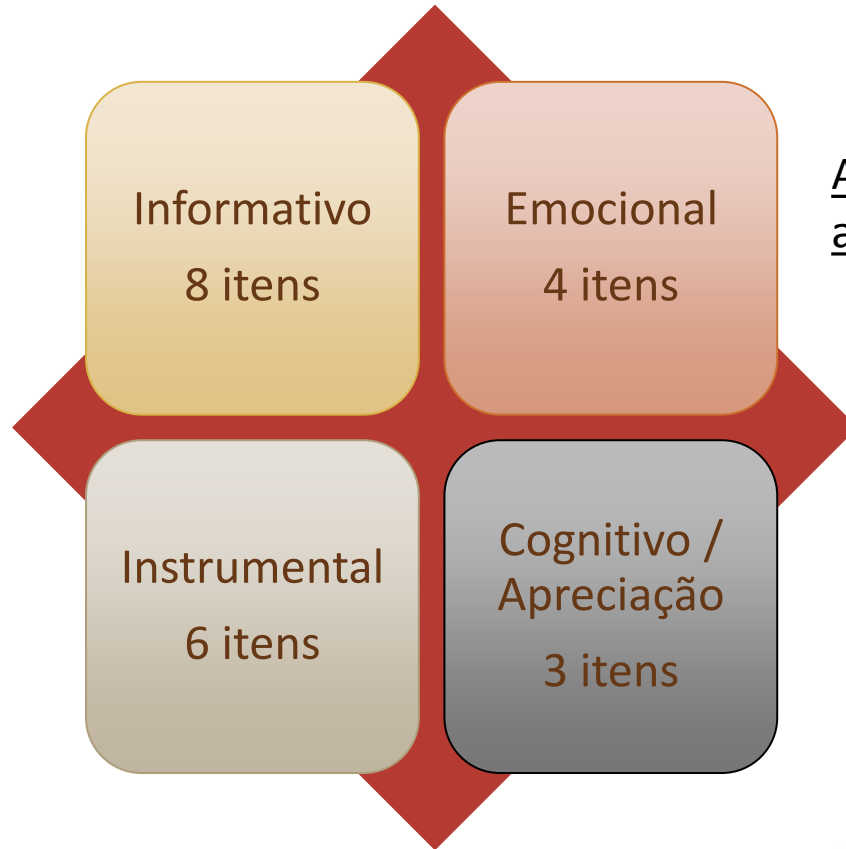 Informativo
8 itens
Emocional
4 itens
Instrumental
6 itens
Cognitivo /
Apreciação
3 itens